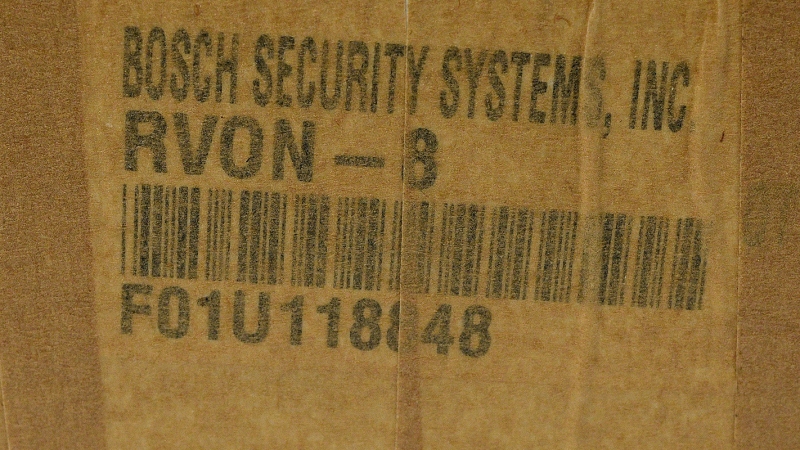 BOSCH SECURITY SYSTEMS, INC
RVON - 8
F01U118848